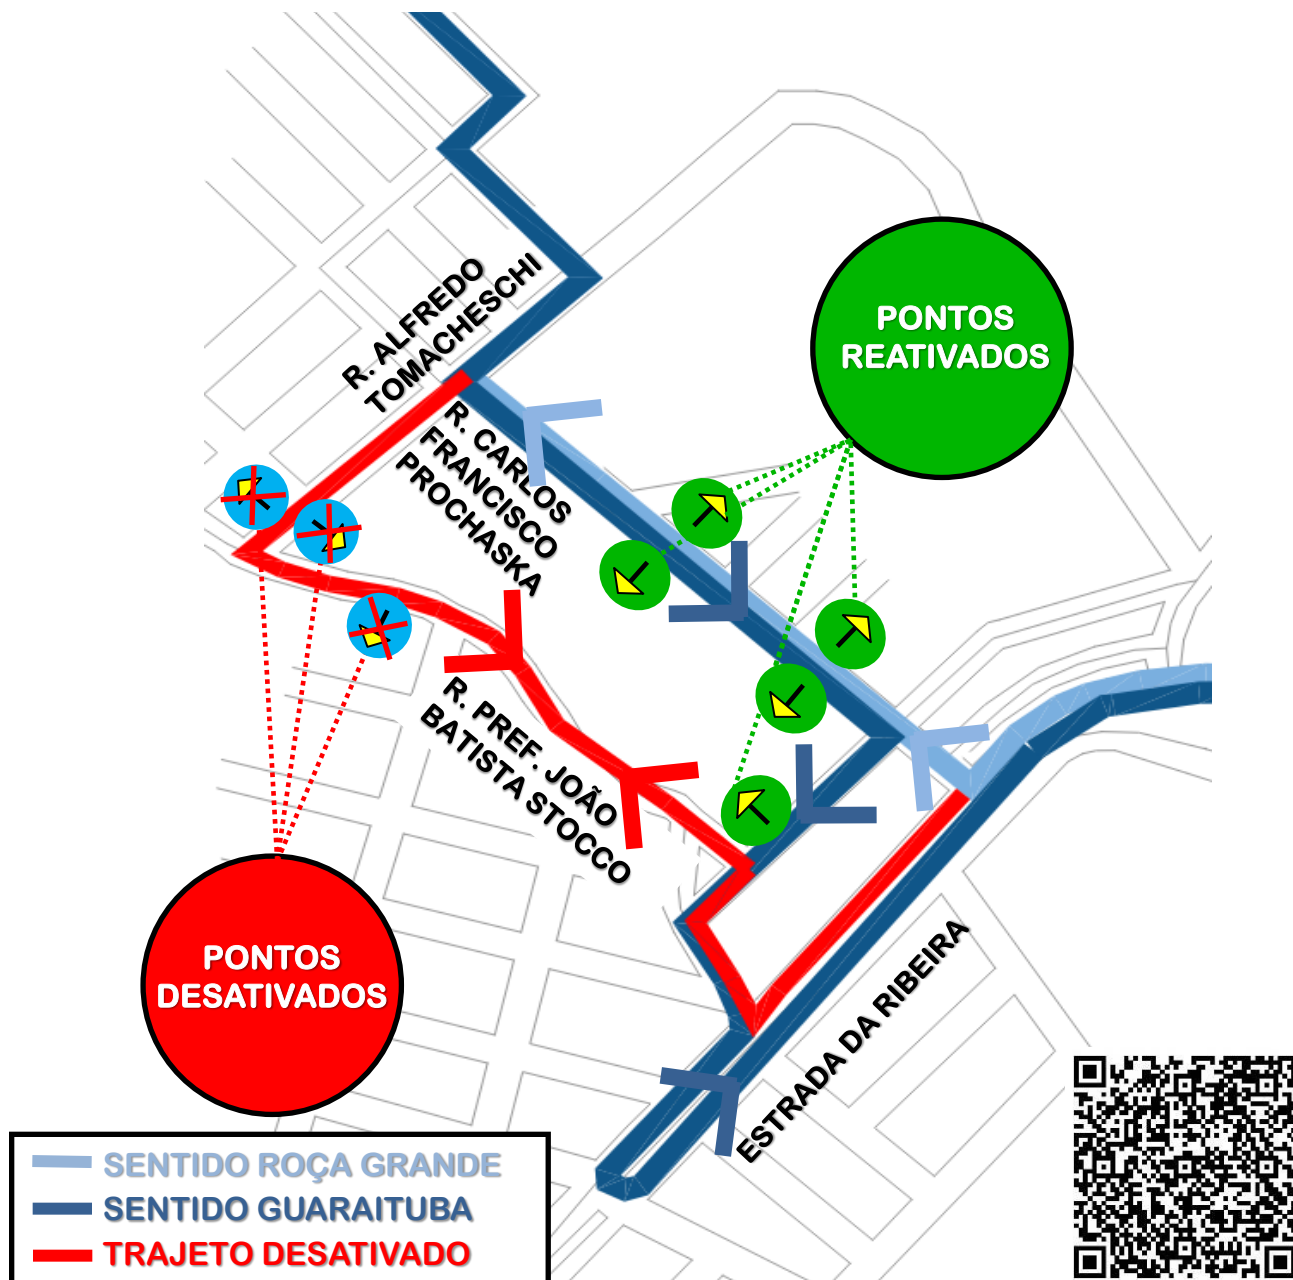 R. ALFREDO
TOMACHESCHI
PONTOS
REATIVADOS
R. CARLOS
FRANCISCO
PROCHASKA
R. PREF. JOÃO
BATISTA STOCCO
PONTOS
DESATIVADOS
ESTRADA DA RIBEIRA
SENTIDO ROÇA GRANDE
SENTIDO GUARAITUBA
TRAJETO DESATIVADO